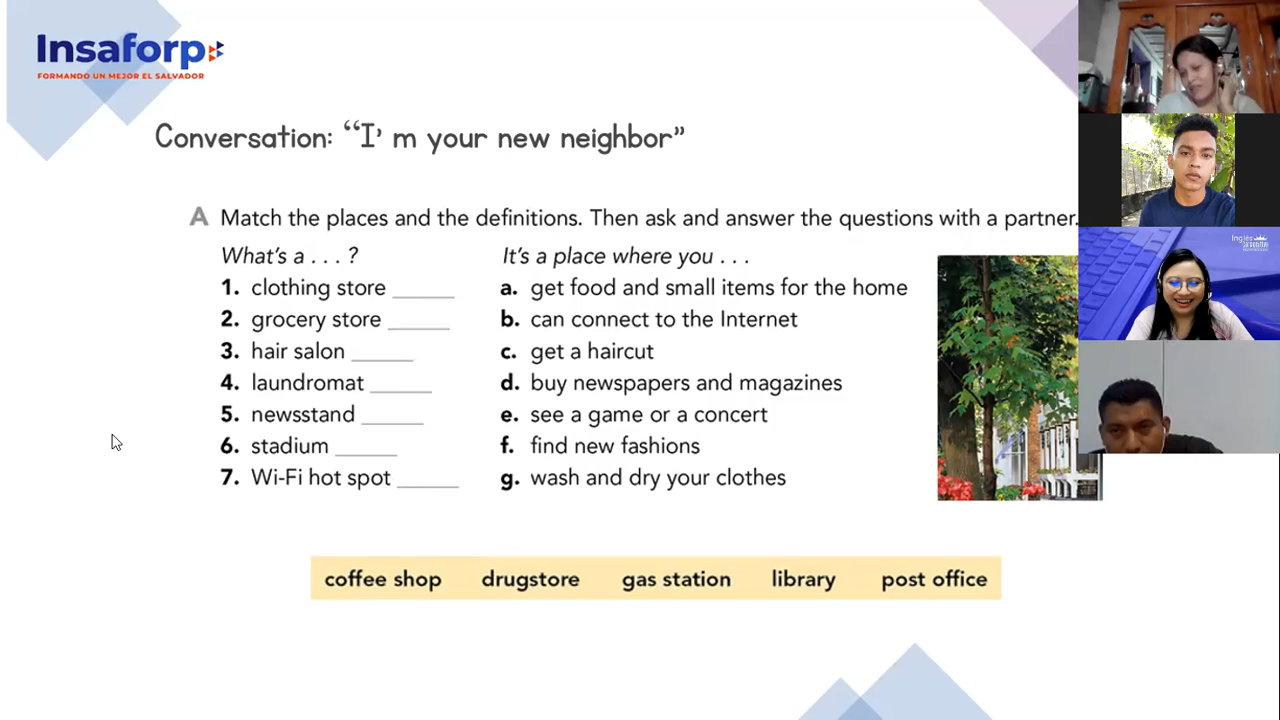 Insaforp
FORMANDO UN MEJOR EL SALVADOR
Conversation: “I’ m your new neighbor”
A Match the places and the definitions. Then ask and answer the questions with a partner.
What's a . . . ? It's a place where you . . .
1. clothing store ______ a. get food and small items for the home
2. grocery store ______ b. can connect to the Internet
3. hair salon ______ c. get a haircut
4. laundromat ______ d. buy newspapers and magazines
5. newsstand ______ e. see a game or a concert
6. stadium ______ f. find new fashions
7. Wi-Fi hot spot ______ g. wash and dry your clothes
coffee shop drugstore gas station library post office
Inglés